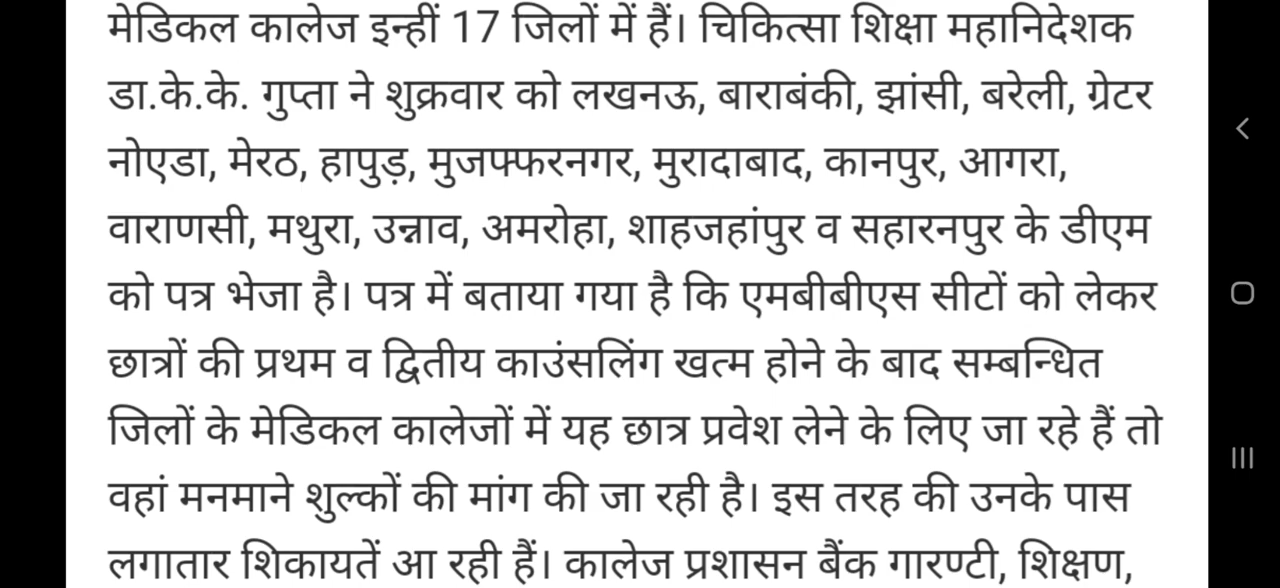 मेडिकल कालेज इन्हीं 17 जिलों में हैं। चिकित्सा शिक्षा महानिदेशक
डा.के.के. गुप्ता ने शुक्रवार को लखनऊ, बाराबंकी, झांसी, बरेली, ग्रेटर
नोएडा, मेरठ, हापुड़, मुजफ्फरनगर, मुरादाबाद, कानपुर, आगरा,
वाराणसी, मथुरा, उन्नाव, अमरोहा, शाहजहांपुर व सहारनपुर के डीएम
को पत्र भेजा है। पत्र में बताया गया है कि एमबीबीएस सीटों को लेकर
छात्रों की प्रथम व द्वितीय काउंसलिंग खत्म होने के बाद सम्बन्धित
जिलों के मेडिकल कालेजों में यह छात्र प्रवेश लेने के लिए जा रहे हैं तो
वहां मनमाने शुल्कों की मांग की जा रही है। इस तरह की उनके पास
लगातार शिकायतें आ रही हैं। कालेज प्रशासन बैंक गारण्टी, शिक्षण,